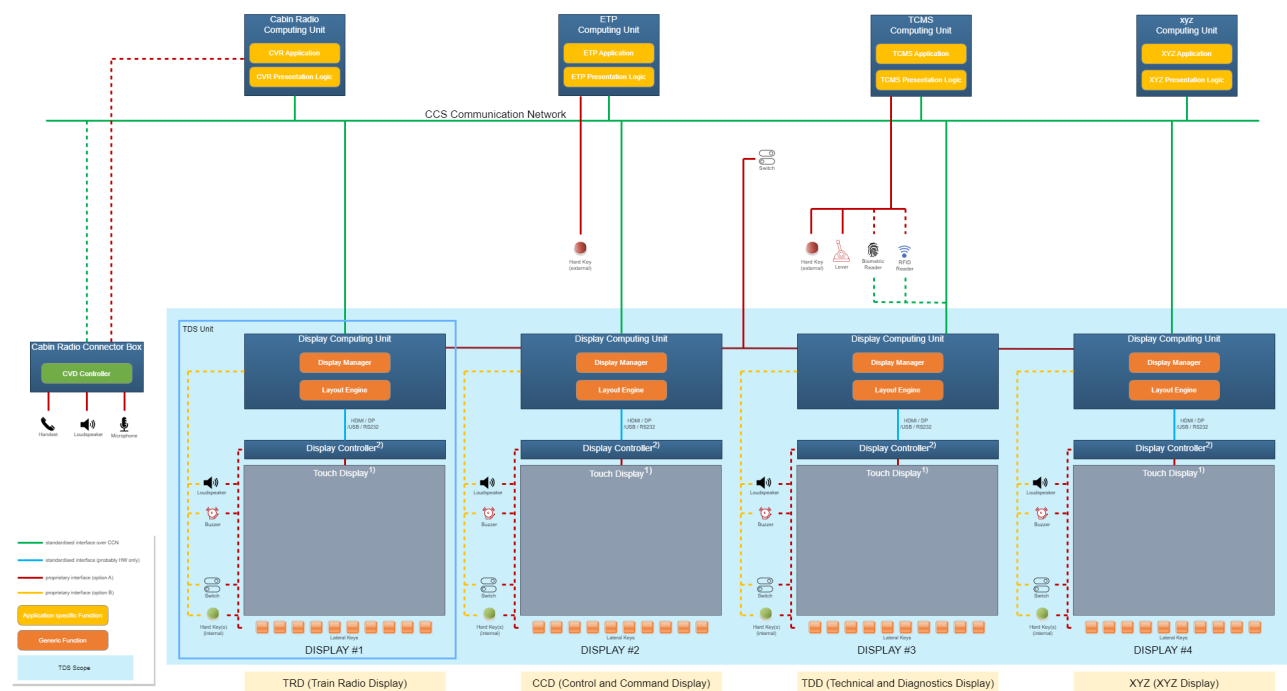 Cabin Radio
Computing Unit
CVR Application
CVR Presentation Logic
ETP
Computing Unit
ETP Application
ETP Presentation Logic
TCMS
Computing Unit
TCMS Application
TCMS Presentation Logic
xyz
Computing Unit
XYZ Application
XYZ Presentation Logic
CCS Communication Network
Switch
Hard Key
(external)
Hard Key
(external)
Lever
Biometric
Reader
RFID
Reader
Cabin Radio Connector Box
CVD Controller
Handset
Loudspeaker
Microphone
TDS Unit
Display Computing Unit
Display Manager
Layout Engine
HDMI / DP
/USB / RS232
Display Controller2)
Touch Display1)
Loudspeaker
Buzzer
Switch
Hard Key(s)
(internal)
Lateral Keys
DISPLAY #1
TRD (Train Radio Display)
Display Computing Unit
Display Manager
Layout Engine
HDMI / DP
/USB / RS232
Display Controller2)
Touch Display1)
Loudspeaker
Buzzer
Switch
Hard Key(s)
(internal)
Lateral Keys
DISPLAY #2
CCD (Control and Command Display)
Display Computing Unit
Display Manager
Layout Engine
HDMI / DP
/USB / RS232
Display Controller2)
Touch Display1)
Loudspeaker
Buzzer
Switch
Hard Key(s)
(internal)
Lateral Keys
DISPLAY #3
TDD (Technical and Diagnostics Display)
Display Computing Unit
Display Manager
Layout Engine
HDMI / DP
/USB / RS232
Display Controller2)
Touch Display1)
Loudspeaker
Buzzer
Switch
Hard Key(s)
(internal)
Lateral Keys
DISPLAY #4
XYZ (XYZ Display)
standardised interface over CCN
standardised interface (probably HW only)
proprietary interface (option A)
proprietary interface (option B)
Application specific Function
Generic Function
TDS Scope